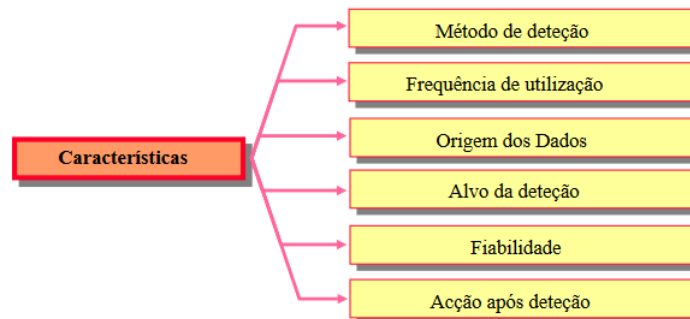 Método de deteção
Frequência de utilização
Características
Origem dos Dados
Alvo da deteção
Fiabilidade
Acção após deteção